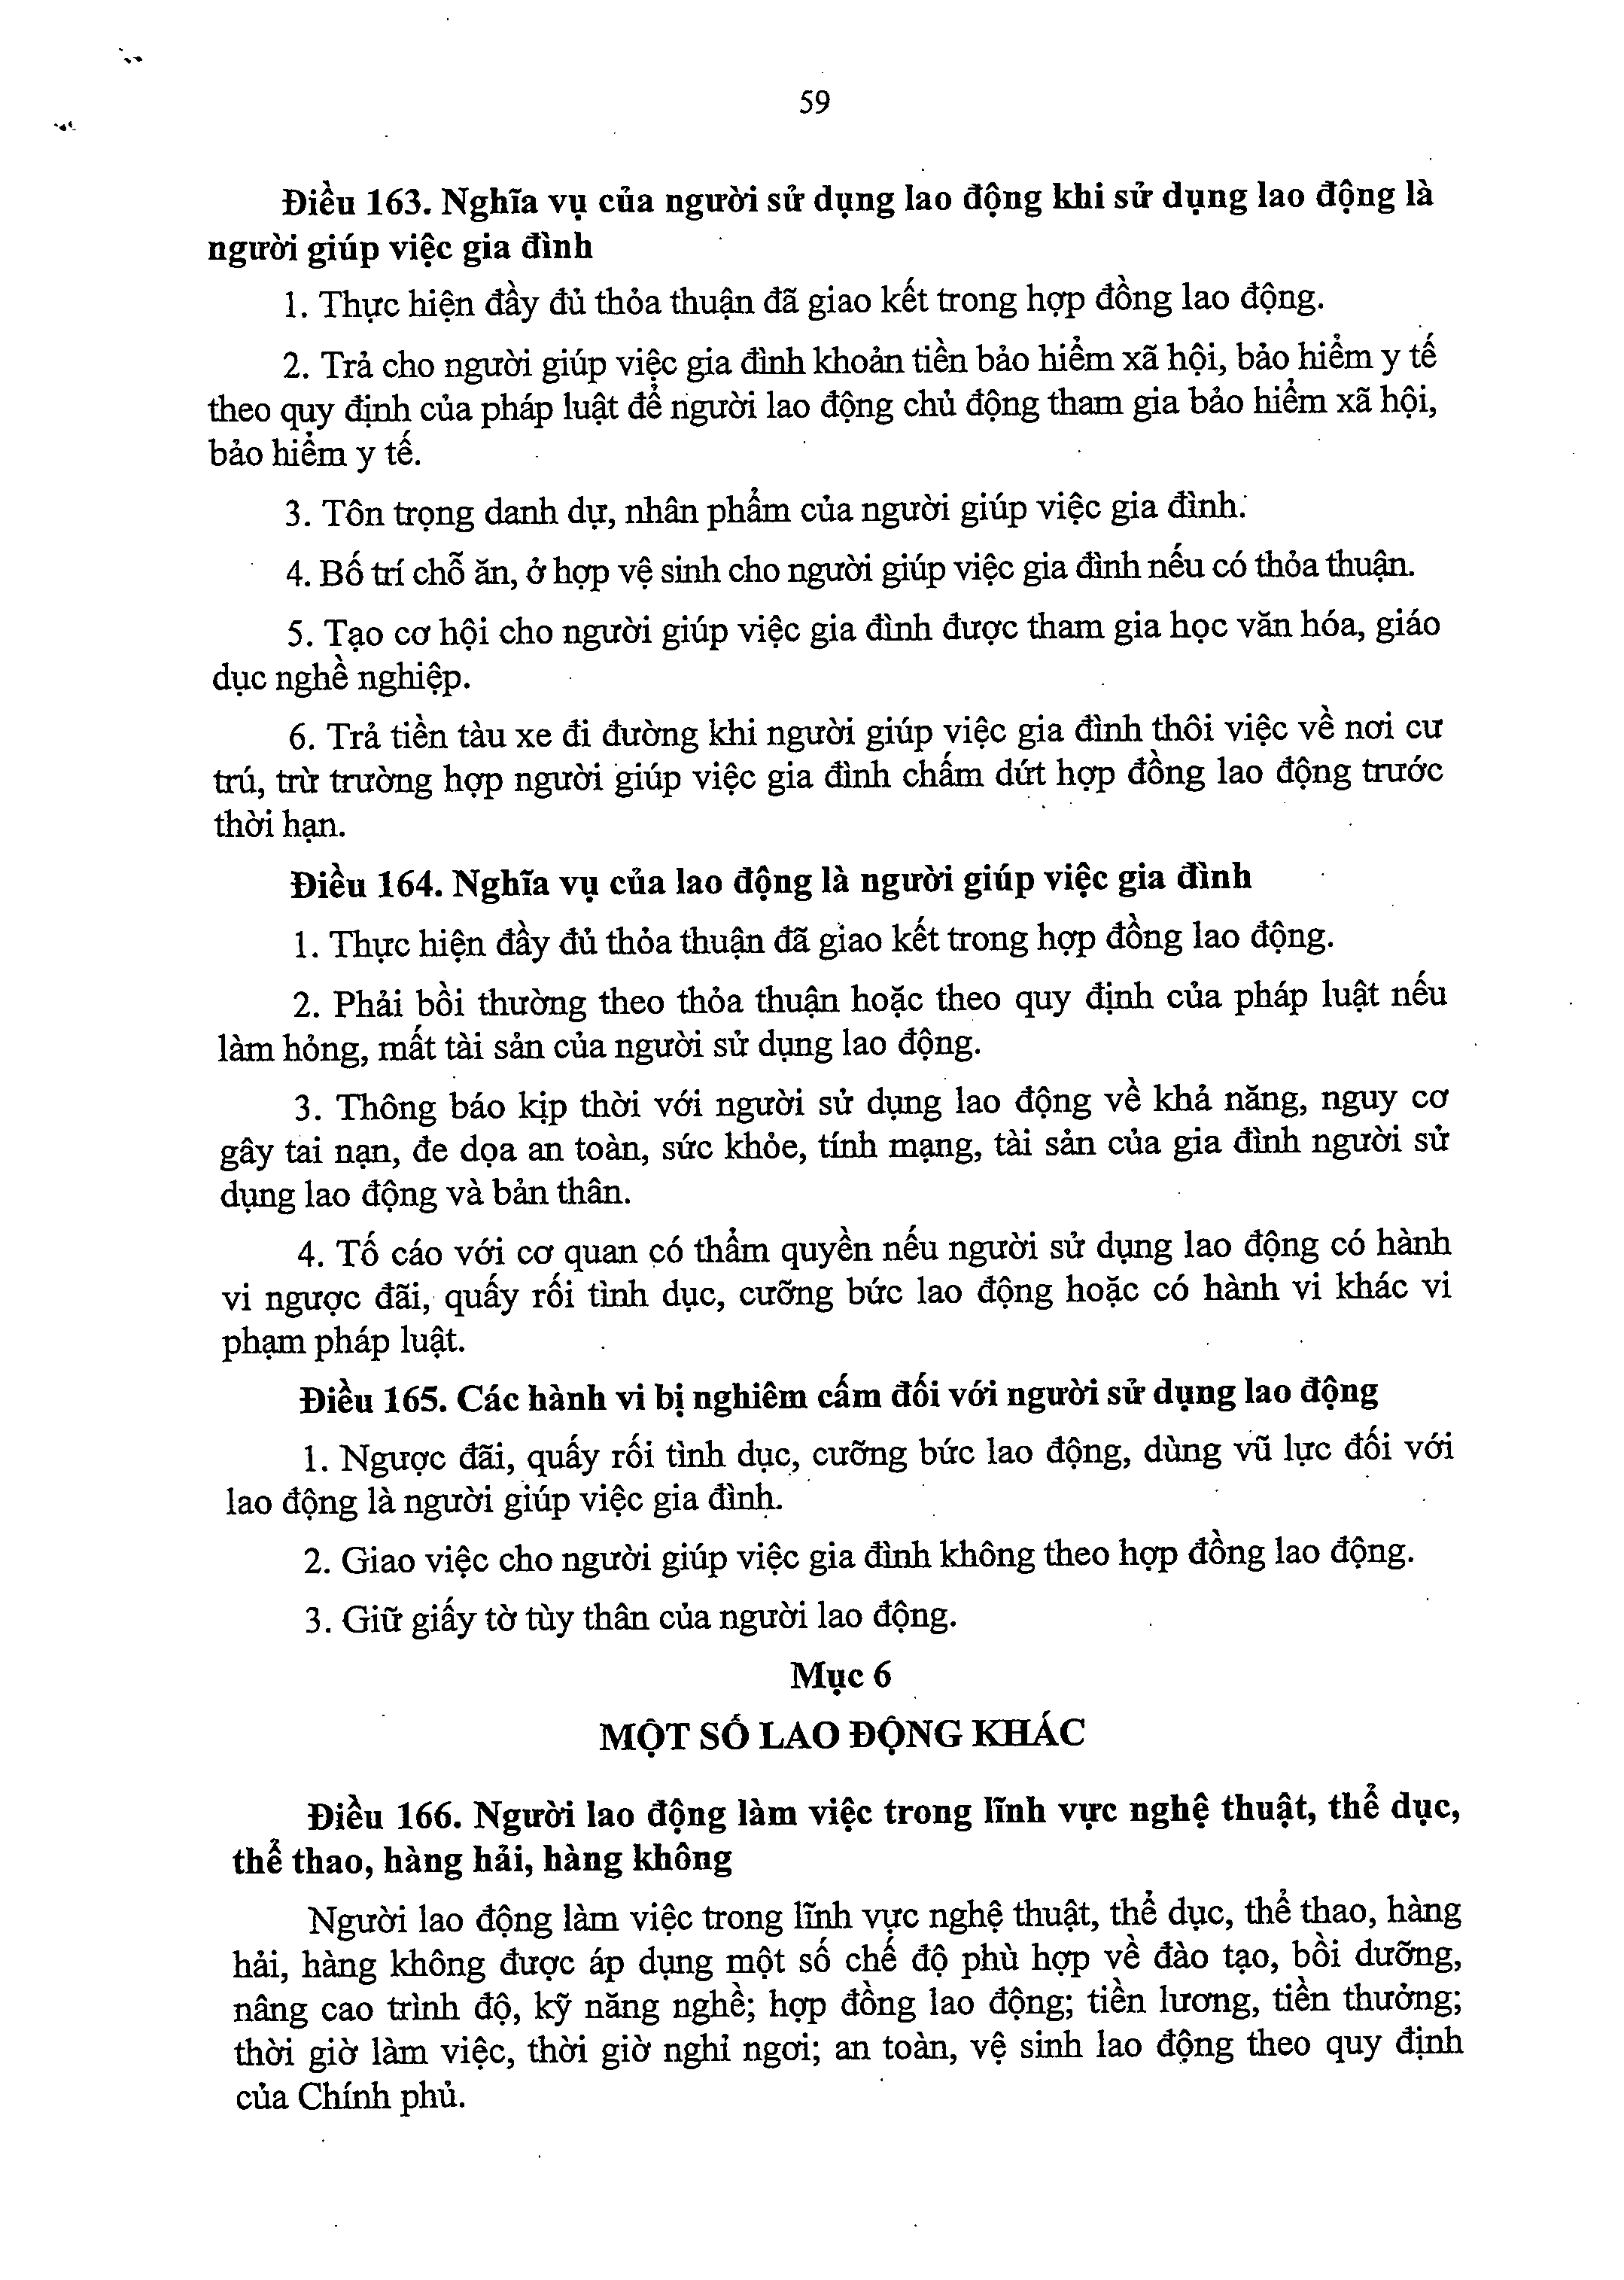 59
Điều 163. Nghĩa vụ của người sử dụng lao động khi sử dụng lao động là
người giúp việc gia đình
1. Thực hiện đầy đủ thỏa thuận đã giao kết trong hợp đồng lao động.
2. Trả cho người giúp việc gia đình khoản tiền bảo hiểm xã hội, bảo hiểm y tế
theo quy định của pháp luật để người lao động chủ động tham gia bảo hiểm xã hội,
bảo hiểm y tế.
3. Tôn trọng danh dự, nhân phẩm của người giúp việc gia đình.
4. Bố trí chỗ ăn, ở hợp vệ sinh cho người giúp việc gia đình nếu có thỏa thuận.
5. Tạo cơ hội cho người giúp việc gia đình được tham gia học văn hóa, giáo
dục nghề nghiệp.
6. Trả tiền tàu xe đi đường khi người giúp việc gia đình thôi việc về nơi cư
trú, trừ trường hợp người giúp việc gia đình chấm dứt hợp đồng lao động trước
thời hạn.
Điều 164. Nghĩa vụ của lao động là người giúp việc gia đình
1. Thực hiện đầy đủ thỏa thuận đã giao kết trong hợp đồng lao động.
2. Phải bồi thường theo thỏa thuận hoặc theo quy định của pháp luật nếu
làm hỏng, mất tài sản của người sử dụng lao động.
3. Thông báo kịp thời với người sử dụng lao động về khả năng, nguy cơ
gây tai nạn, đe dọa an toàn, sức khỏe, tính mạng, tài sản của gia đình người sử
dụng lao động và bản thân.
4. Tố cáo với cơ quan có thẩm quyền nếu người sử dụng lao động có hành
vi ngược đãi, quấy rối tình dục, cưỡng bức lao động hoặc có hành vi khác vi
phạm pháp luật.
Điều 165. Các hành vi bị nghiêm cấm đối với người sử dụng lao động
1. Ngược đãi, quấy rối tình dục, cưỡng bức lao động, dùng vũ lực đối với
lao động là người giúp việc gia đình.
2. Giao việc cho người giúp việc gia đình không theo hợp đồng lao động.
3. Giữ giấy tờ tùy thân của người lao động.
Mục 6
MỘT SỐ LAO ĐỘNG KHÁC
Điều 166. Người lao động làm việc trong lĩnh vực nghệ thuật, thể dục,
thể thao, hàng hải, hàng không
Người lao động làm việc trong lĩnh vực nghệ thuật, thể dục, thể thao, hàng
hải, hàng không được áp dụng một số chế độ phù hợp về đào tạo, bồi dưỡng,
nâng cao trình độ, kỹ năng nghề; hợp đồng lao động; tiền lương, tiền thưởng;
thời giờ làm việc, thời giờ nghỉ ngơi; an toàn, vệ sinh lao động theo quy định
của Chính phủ.